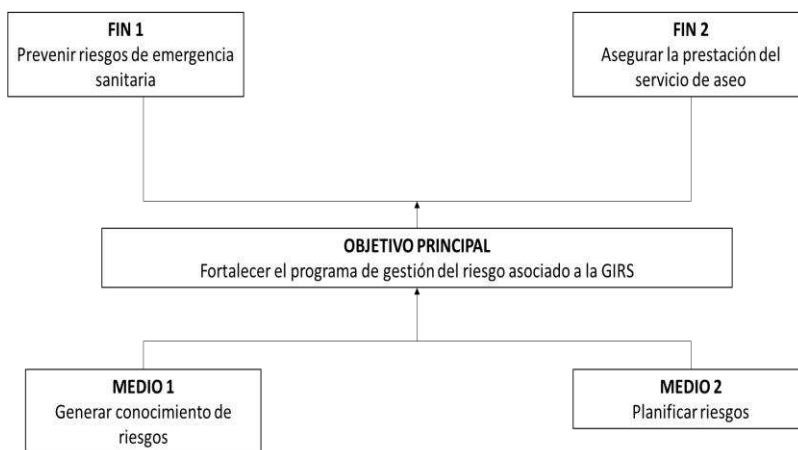 FIN 1
Prevenir riesgos de emergencia
sanitaria
FIN 2
Asegurar la prestación del
servicio de aseo
OBJETIVO PRINCIPAL
Fortalecer el programa de gestión del riesgo asociado a la GIRS
MEDIO 1
Generar conocimiento de
riesgos
MEDIO 2
Planificar riesgos